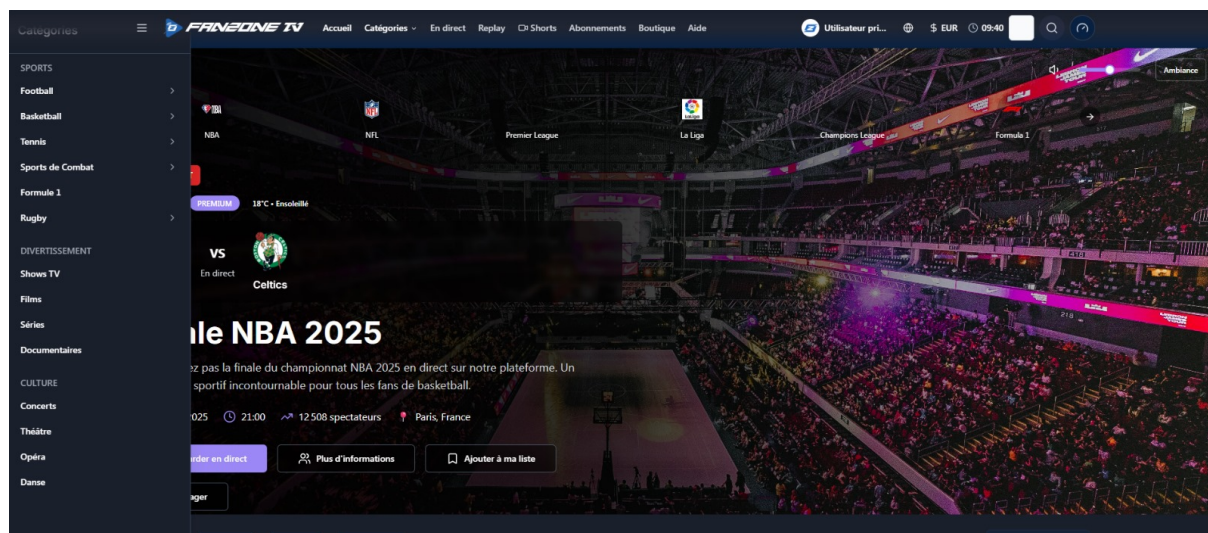 Catégories
FANZONE TV
Accueil Catégories En direct Replay Shorts Abonnements Boutique Aide
Utilisateur pri...
$ EUR 09:40
SPORTS
Football
Basketball
Tennis
Sports de Combat
Formule 1
Rugby
DIVERTISSEMENT
Shows TV
Films
Séries
Documentaires
CULTURE
Concerts
Théâtre
Opéra
Danse
Ambiance
NBA NFL Premier League La Liga Champions League Formula 1
PREMIUM 18°C • Ensoleillé
VS
En direct
Celtics
ale NBA 2025
ez pas la finale du championnat NBA 2025 en direct sur notre plateforme. Un
sportif incontournable pour tous les fans de basketball.
2025 21:00 12 508 spectateurs Paris, France
rder en direct Plus d'informations Ajouter à ma liste
ager